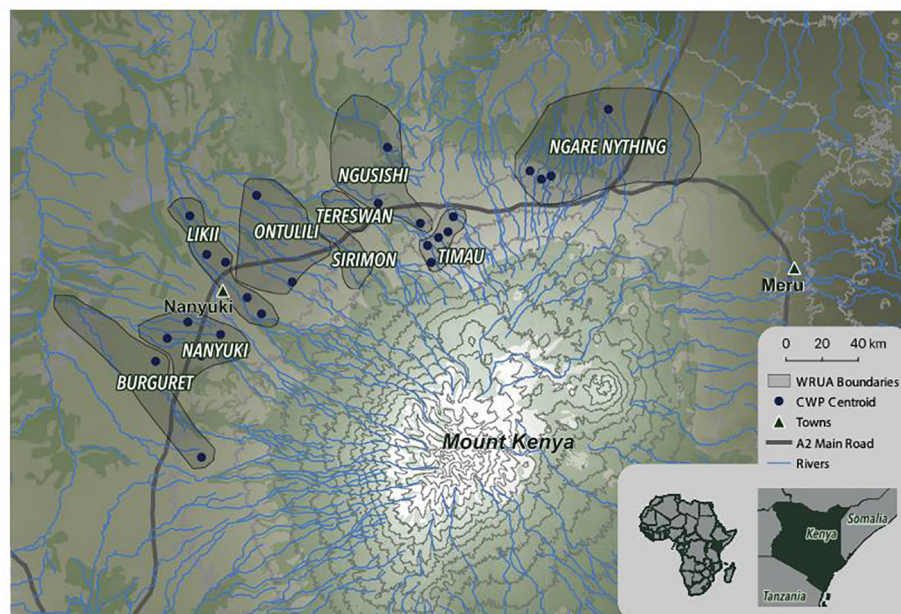 NGARE NYTHING
NGUSISHI
TERESWAN
LIKII
ONTULILI
SIRIMON
TIMAU
Meru
Nanyuki
NANYUKI
BURGURET
Mount Kenya
0 20 40 km
WRUA Boundaries
CWP Centroid
Towns
A2 Main Road
Rivers
Somalia
Kenya
Tanzania